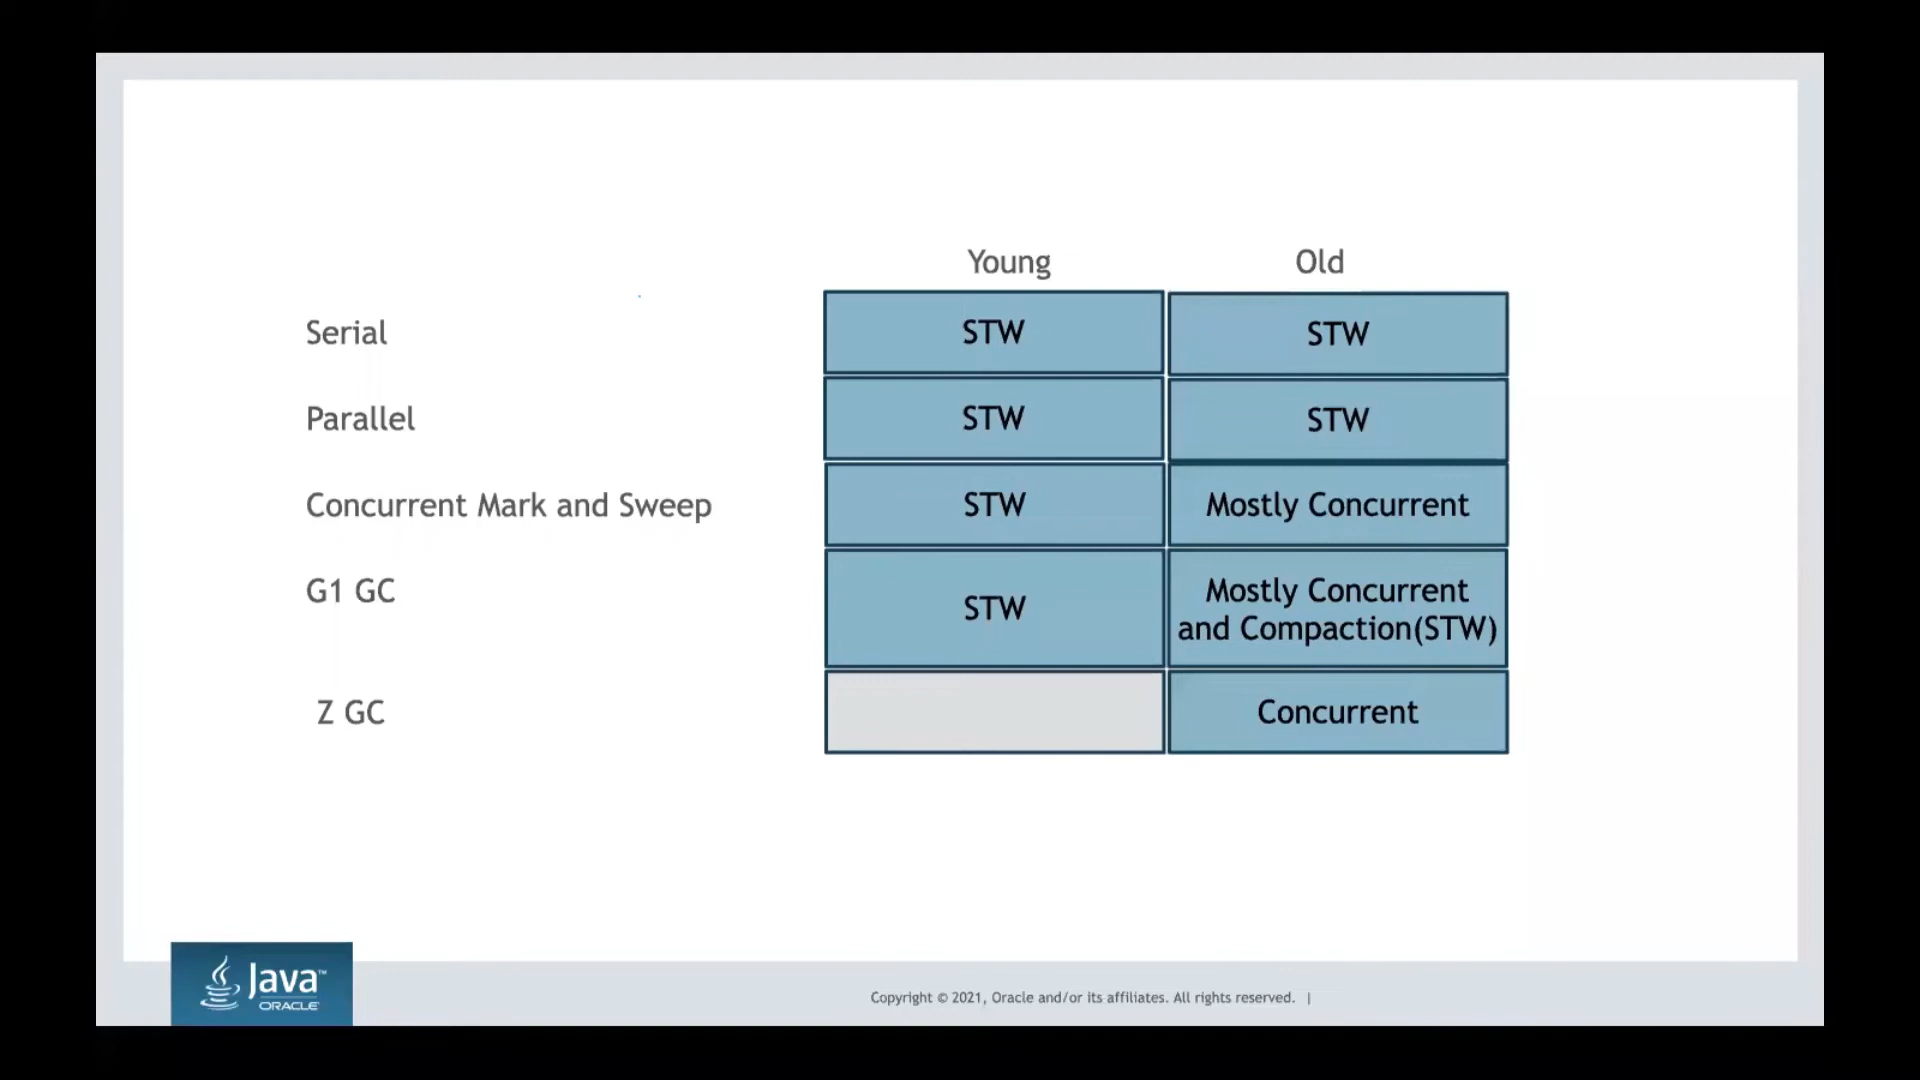 Young Old
Serial STW STW
Parallel STW STW
Concurrent Mark and Sweep STW Mostly Concurrent
G1 GC STW Mostly Concurrent
and Compaction(STW)
Z GC Concurrent
Java™
ORACLE
Copyright © 2021, Oracle and/or its affiliates. All rights reserved. |